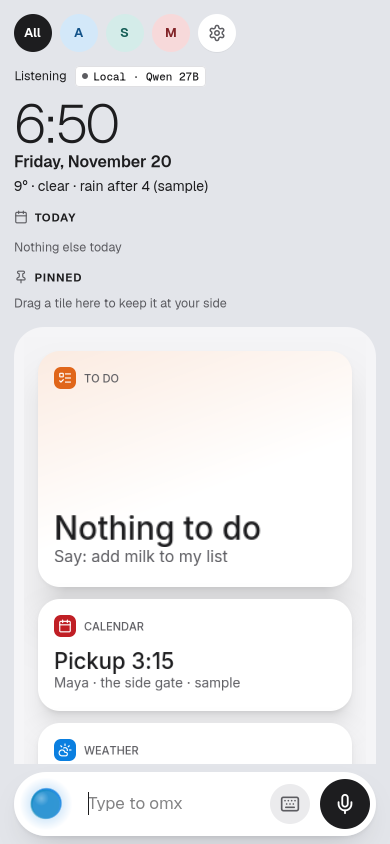 All A S M
Listening Local · Qwen 27B
6:50
Friday, November 20
9° · clear · rain after 4 (sample)
TODAY
Nothing else today
PINNED
Drag a tile here to keep it at your side
TO DO
Nothing to do
Say: add milk to my list
CALENDAR
Pickup 3:15
Maya · the side gate · sample
WEATHER
Type to omx